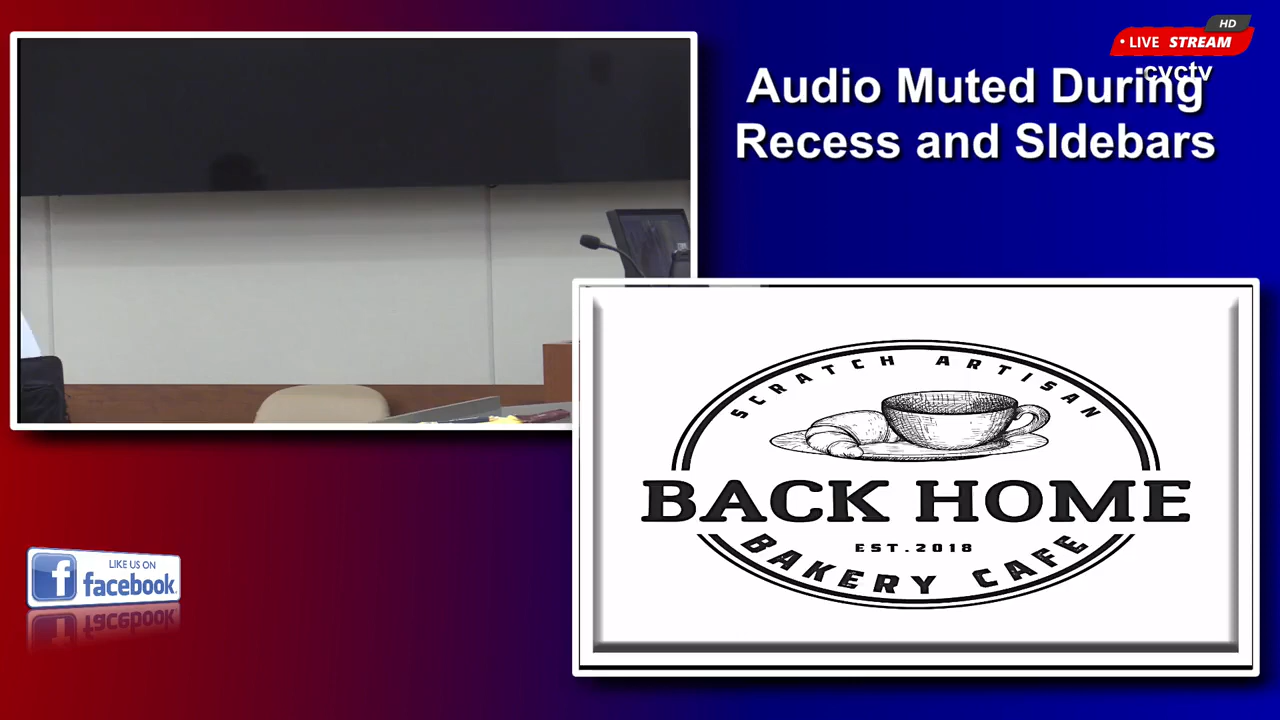 HD
• LIVE STREAM
cvctv
Audio Muted During
Recess and SIdebars
SCRATCH ARTISAN
BACK HOME
EST.2018
BAKERY CAFE
LIKE US ON
facebook